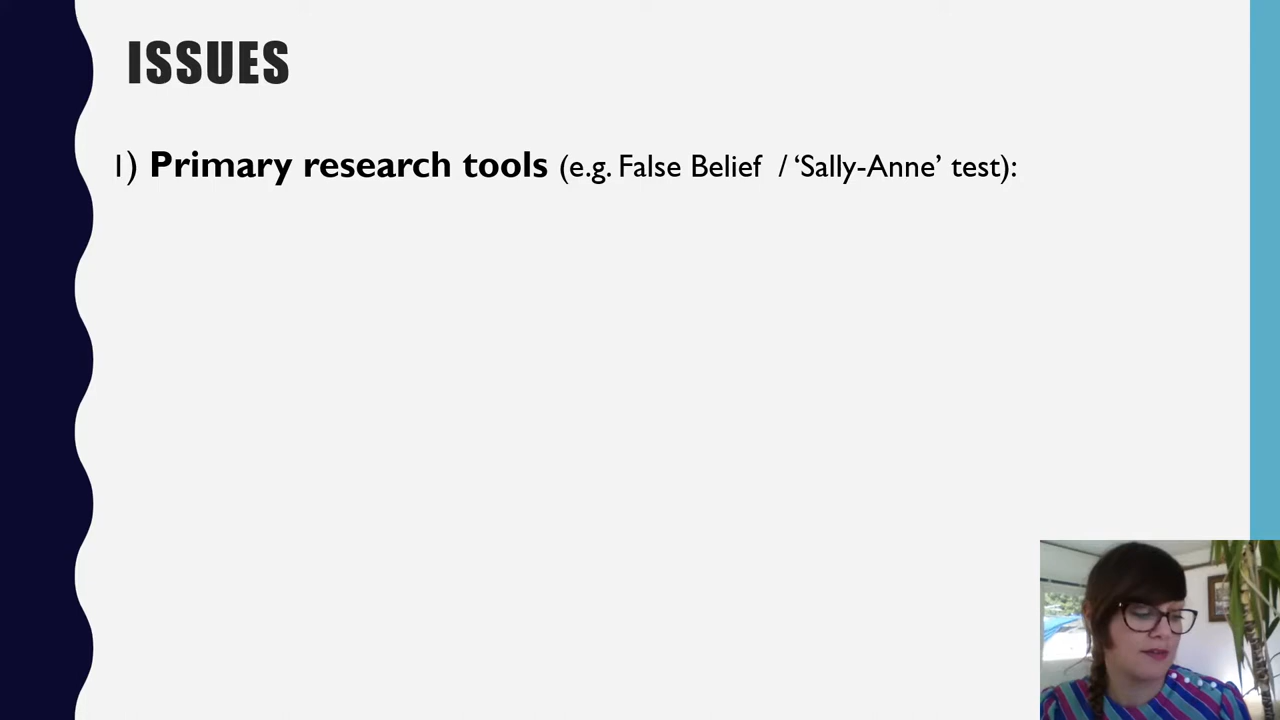 ISSUES
1) Primary research tools (e.g. False Belief / ‘Sally-Anne’ test):